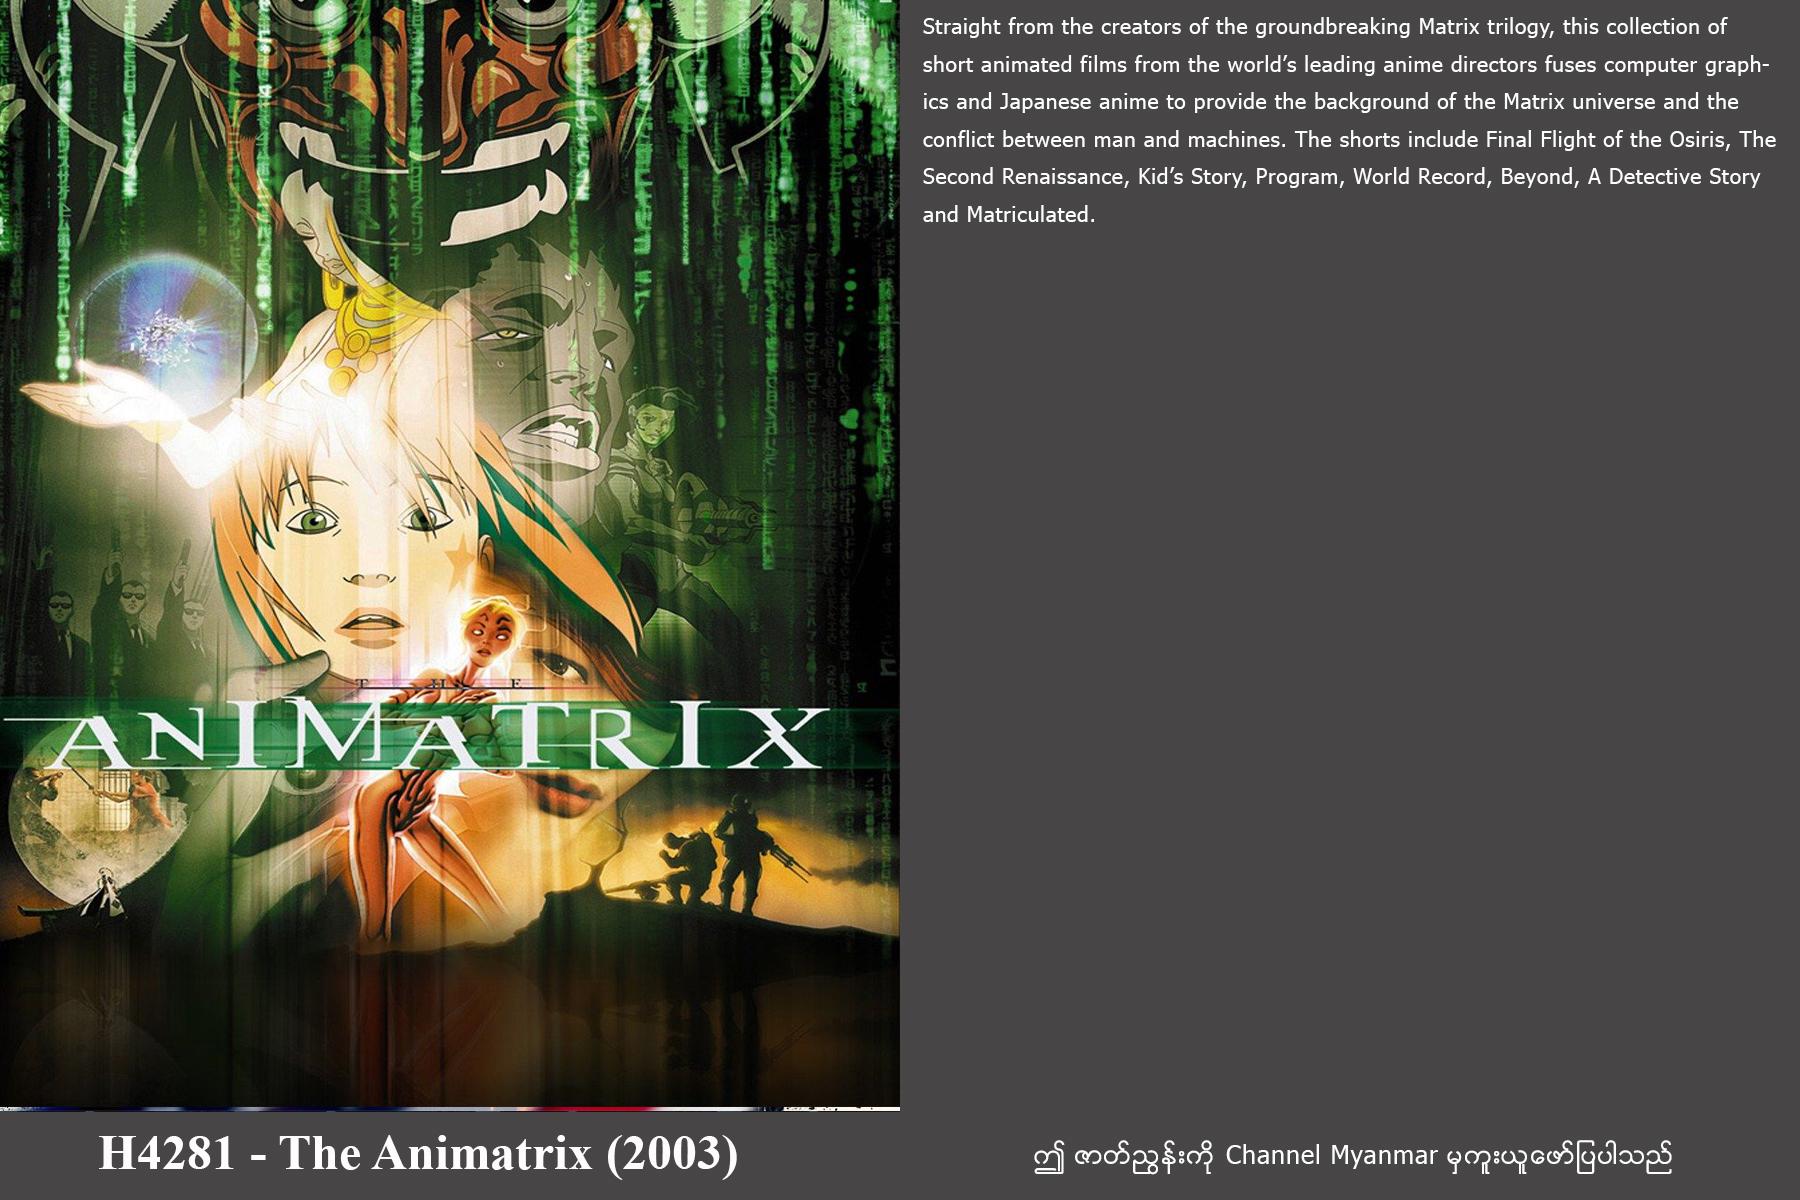 Straight from the creators of the groundbreaking Matrix trilogy, this collection of
short animated films from the world’s leading anime directors fuses computer graph-
ics and Japanese anime to provide the background of the Matrix universe and the
conflict between man and machines. The shorts include Final Flight of the Osiris, The
Second Renaissance, Kid’s Story, Program, World Record, Beyond, A Detective Story
and Matriculated.
THE
ANIMATRIX
H4281 - The Animatrix (2003)
ဤ ဇာတ်ညွှန်းကို Channel Myanmar မှကူးယူဖော်ပြပါသည်